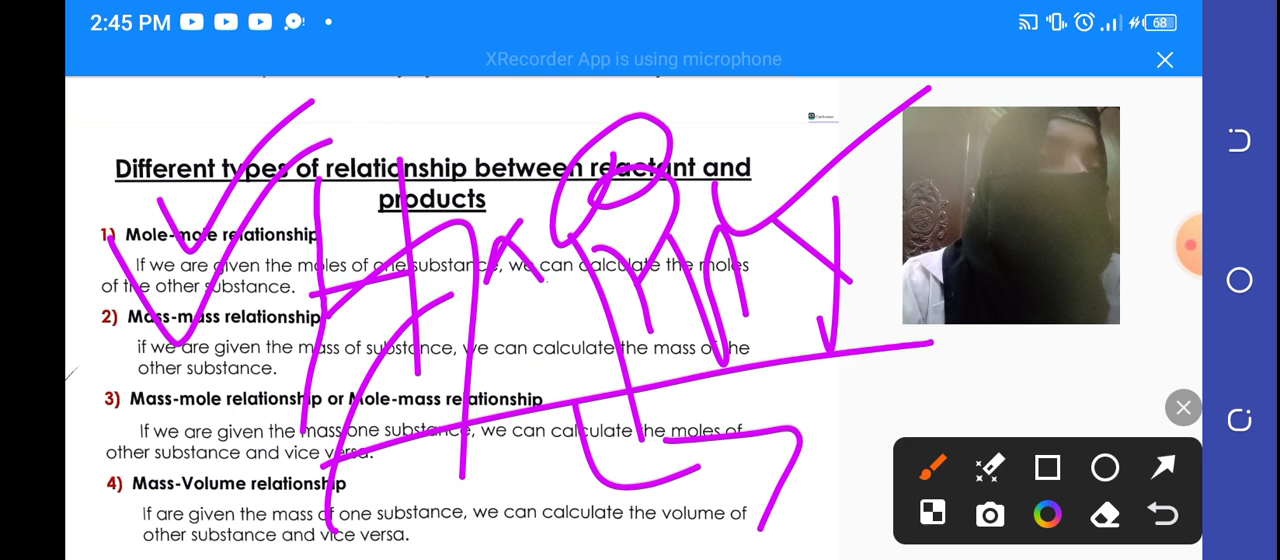 2:45 PM
68
XRecorder App is using microphone
Different types of relationship between reactant and
products
1) Mole-mole relationship
If we are given the moles of one substance, we can calculate the moles
of the other substance.
2) Mass-mass relationship
if we are given the mass of substance, we can calculate the mass of the
other substance.
3) Mass-mole relationship or Mole-mass relationship
If we are given the mass one substance, we can calculate the moles of
other substance and vice versa.
4) Mass-Volume relationship
If are given the mass of one substance, we can calculate the volume of
other substance and vice versa.